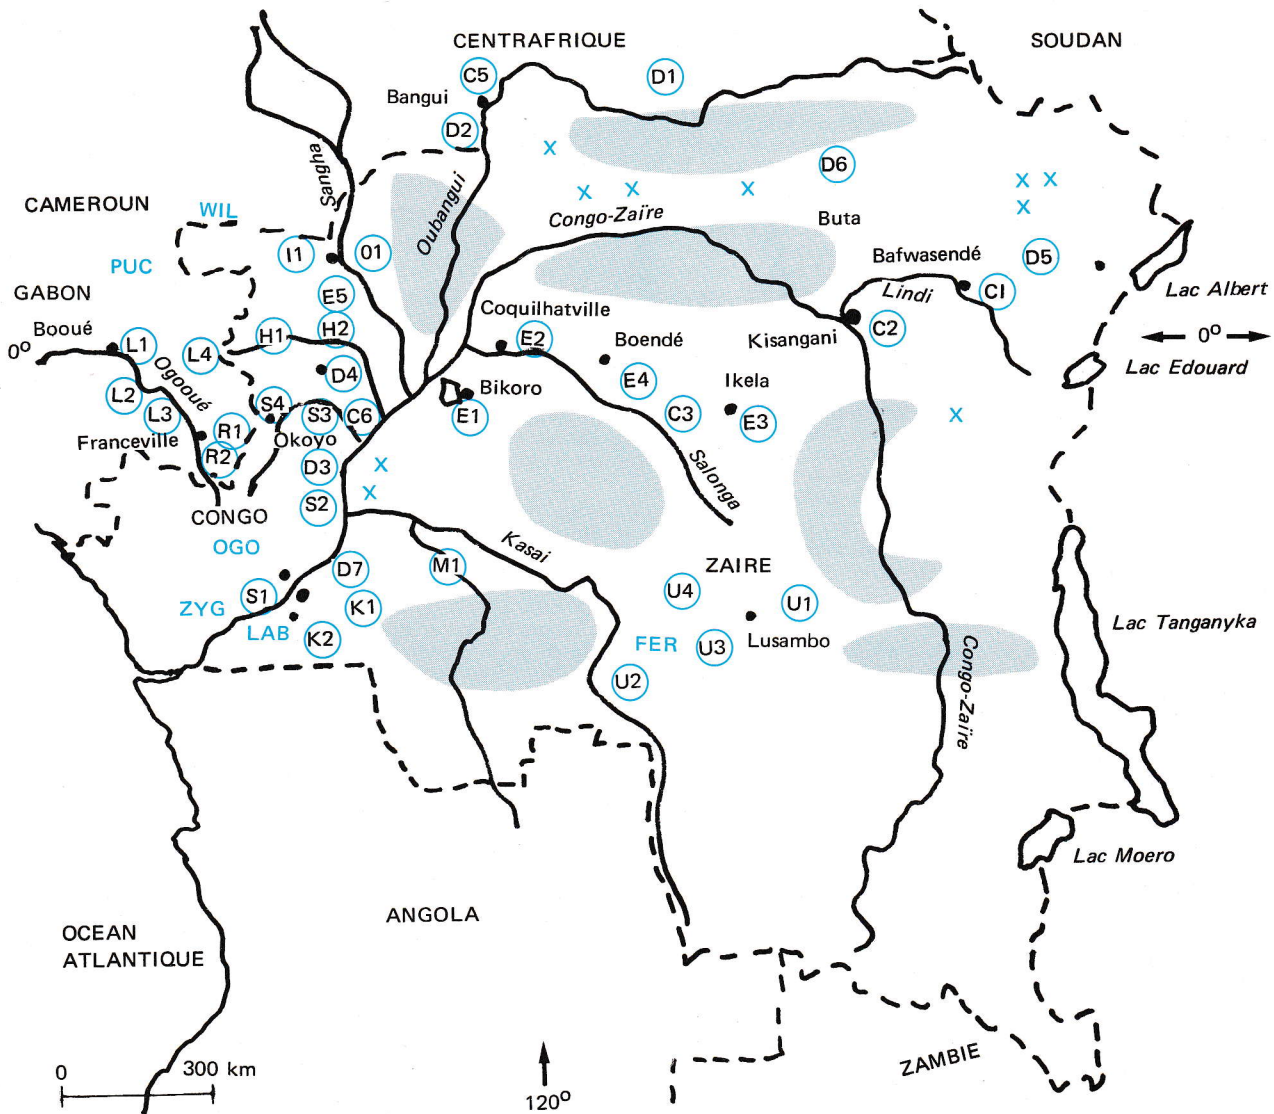 CENTRAFRIQUE
SOUDAN
C5
D1
Bangui
D2
Sangha
D6
CAMEROUN
WIL
Oubangui
X
X
X
X
X
X
X
Congo-Zaïre
Buta
I1
01
PUC
Bafwasendé
D5
GABON
E5
Lindi
CI
Lac Albert
Booué
L1
H1
H2
Coquilhatville
E2
Boendé
Kisangani
C2
0º
0º
L4
Ogooué
D4
Lac Edouard
L2
L3
S4
S3
C6
Bikoro
E1
E4
Ikela
C3
E3
X
Franceville
R1
Okoyo
R2
D3
X
X
Salonga
S2
CONGO
OGO
Kasai
ZAIRE
D7
M1
U4
U1
S1
ZYG
K1
LAB
K2
FER
U3
Lusambo
Lac Tanganyka
U2
Congo-Zaïre
Lac Moero
ANGOLA
OCEAN
ATLANTIQUE
ZAMBIE
0
300 km
120º